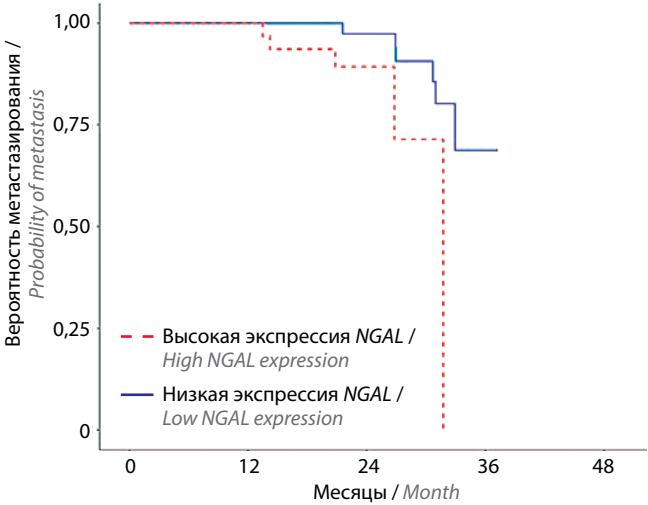 Вероятность метастазирования /
Probability of metastasis
1,00
0,75
0,50
0,25
0
Высокая экспрессия NGAL /
High NGAL expression
Низкая экспрессия NGAL /
Low NGAL expression
0 12 24 36 48
Месяцы / Month